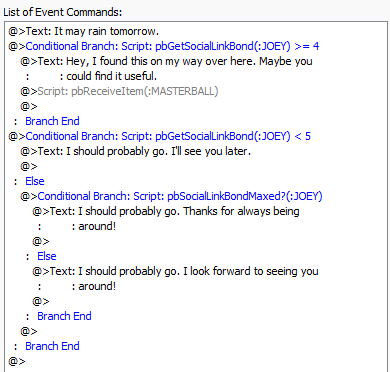 List of Event Commands:
@>Text: It may rain tomorrow.
@>Conditional Branch: Script: pbGetSocialLinkBond(:JOEY) >= 4
@>Text: Hey, I found this on my way over here. Maybe you
: : could find it useful.
@>Script: pbReceiveItem(:MASTERBALL)
@>
: Branch End
@>Conditional Branch: Script: pbGetSocialLinkBond(:JOEY) < 5
@>Text: I should probably go. I'll see you later.
@>
: Else
@>Conditional Branch: Script: pbSocialLinkBondMaxed?(:JOEY)
@>Text: I should probably go. Thanks for always being
: : around!
@>
: Else
@>Text: I should probably go. I look forward to seeing you
: : around!
@>
: Branch End
@>
: Branch End
@>